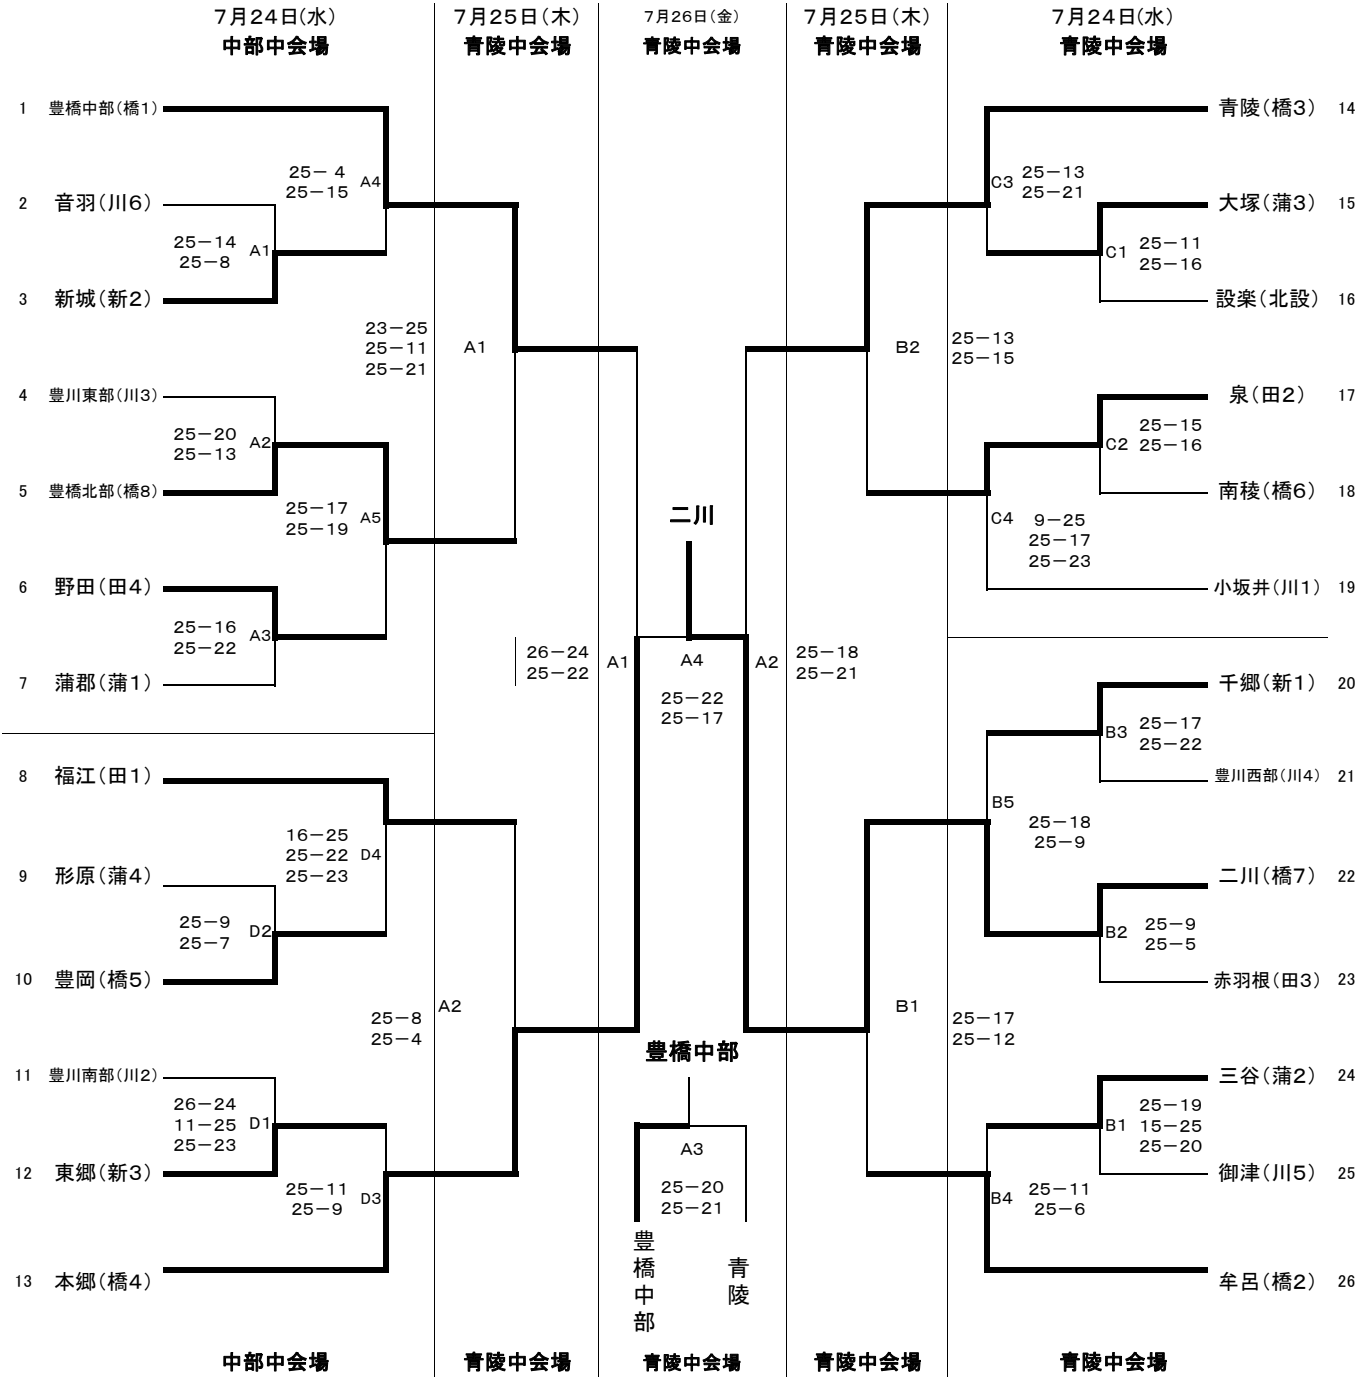 7月24日(水)
中部中会場
7月25日(木)
青陵中会場
7月26日(金)
青陵中会場
7月25日(木)
青陵中会場
7月24日(水)
青陵中会場
1 豊橋中部(橋1)
25－ 4
25－15
A4
2 音羽(川6)
25－14
25－8
A1
3 新城(新2)
23－25
25－11
25－21
A1
4 豊川東部(川3)
25－20
25－13
A2
5 豊橋北部(橋8)
25－17
25－19
A5
6 野田(田4)
25－16
25－22
A3
7 蒲郡(蒲1)
8 福江(田1)
16－25
25－22
25－23
D4
9 形原(蒲4)
25－9
25－7
D2
10 豊岡(橋5)
25－8
25－4
A2
11 豊川南部(川2)
26－24
11－25
25－23
D1
12 東郷(新3)
25－11
25－9
D3
13 本郷(橋4)
二川
26－24
25－22
A1
A4
25－22
25－17
A2
25－18
25－21
豊橋中部
A3
25－20
25－21
豊橋中部
青陵
青陵(橋3) 14
C3
25－13
25－21
大塚(蒲3) 15
C1
25－11
25－16
設楽(北設) 16
B2
25－13
25－15
泉(田2) 17
C2
25－15
25－16
南稜(橋6) 18
C4
9－25
25－17
25－23
小坂井(川1) 19
千郷(新1) 20
B3
25－17
25－22
豊川西部(川4) 21
B5
25－18
25－9
二川(橋7) 22
B2
25－9
25－5
赤羽根(田3) 23
B1
25－17
25－12
三谷(蒲2) 24
B1
25－19
15－25
25－20
御津(川5) 25
B4
25－11
25－6
牟呂(橋2) 26
中部中会場
青陵中会場
青陵中会場
青陵中会場
青陵中会場